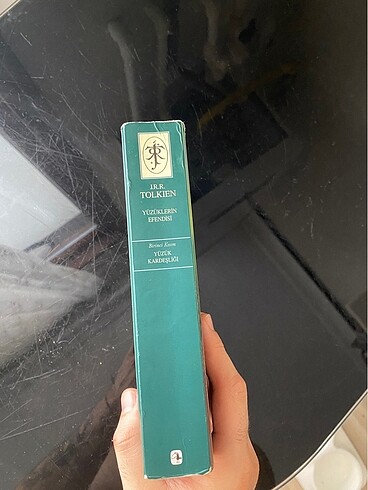 J.R.R.
TOLKIEN
YÜZÜKLERİN
EFENDİSİ
Birinci Kısım
YÜZÜK
KARDEŞLİĞİ